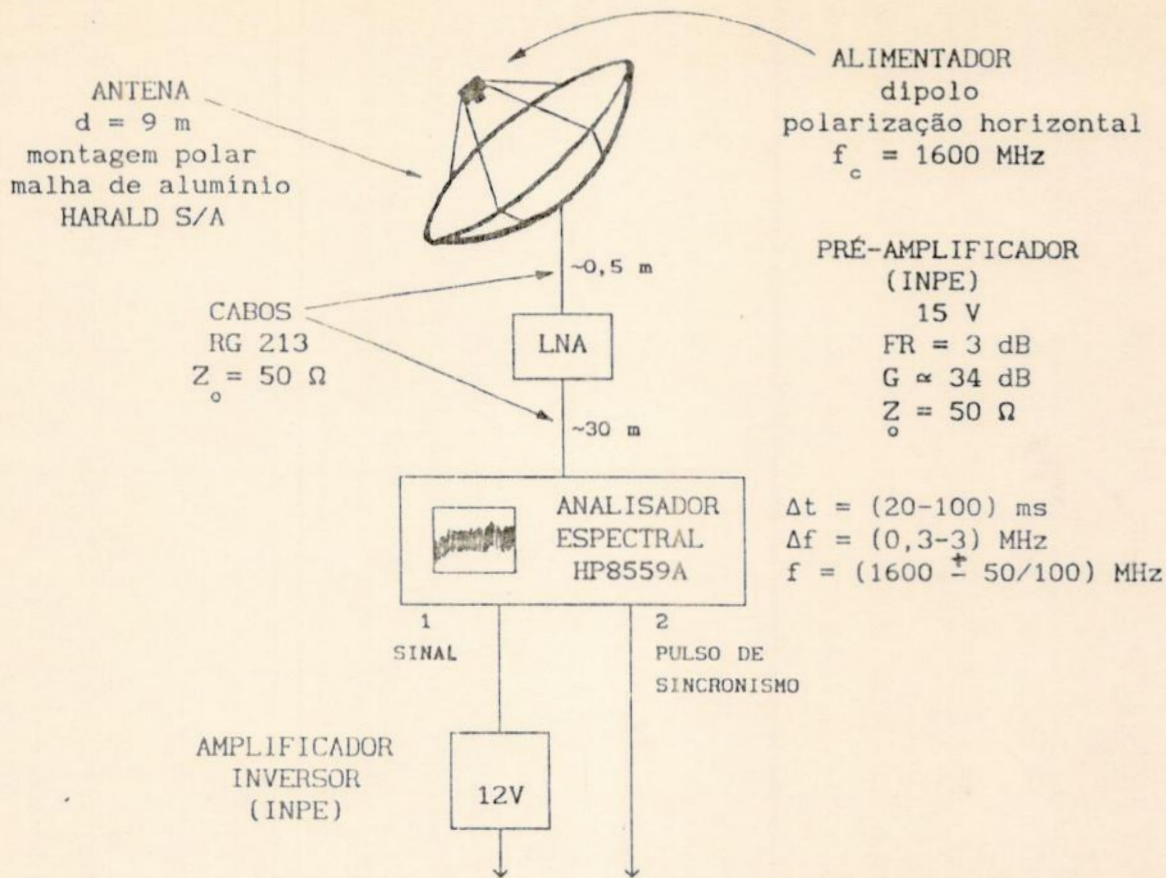 ALIMENTADOR
dipolo
polarização horizontal
f_c = 1600 MHz
ANTENA
d = 9 m
montagem polar
malha de alumínio
HARALD S/A
~0,5 m
PRÉ-AMPLIFICADOR
(INPE)
15 V
FR = 3 dB
G ∝ 34 dB
Z_o = 50 Ω
CABOS
RG 213
Z_o = 50 Ω
LNA
~30 m
ANALISADOR
ESPECTRAL
HP8559A
Δt = (20-100) ms
Δf = (0,3-3) MHz
f = (1600 ± 50/100) MHz
1
SINAL
2
PULSO DE
SINCRONISMO
AMPLIFICADOR
INVERSOR
(INPE)
12V